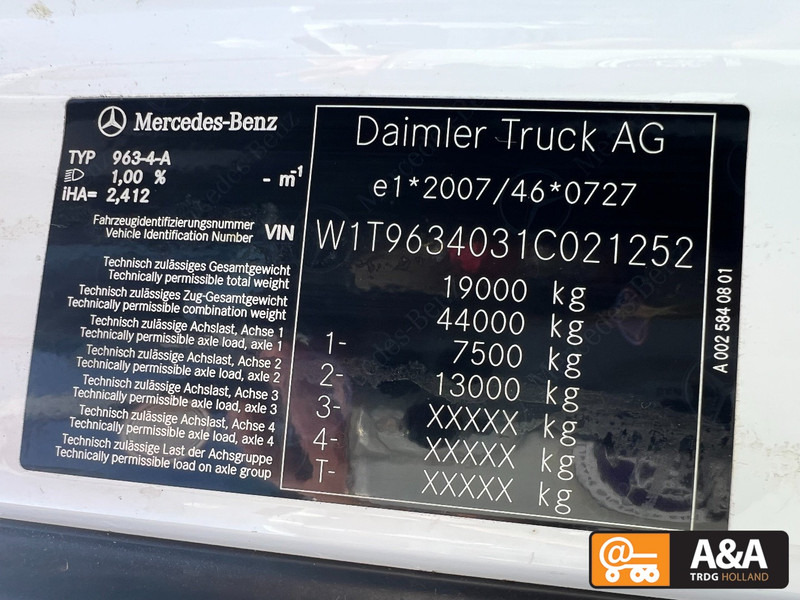 Mercedes-Benz
TYP 963-4-A
1,00 % - m-1
iHA= 2,412
Fahrzeugidentifizierungsnummer
Vehicle Identification Number VIN
Technisch zulässiges Gesamtgewicht
Technically permissible total weight
Technisch zulässiges Zug-Gesamtgewicht
Technically permissible combination weight
Technisch zulässige Achslast, Achse 1
Technically permissible axle load, axle 1
Technisch zulässige Achslast, Achse 2
Technically permissible axle load, axle 2
Technisch zulässige Achslast, Achse 3
Technically permissible axle load, axle 3
Technisch zulässige Achslast, Achse 4
Technically permissible axle load, axle 4
Technisch zulässige Last der Achsgruppe
Technically permissible load on axle group
Daimler Truck AG
e1*2007/46*0727
W1T9634031C021252
19000 kg
44000 kg
1- 7500 kg
2- 13000 kg
3- XXXXX kg
4- XXXXX kg
T- XXXXX kg
A 002 584 08 01
A&A
TRDG HOLLAND